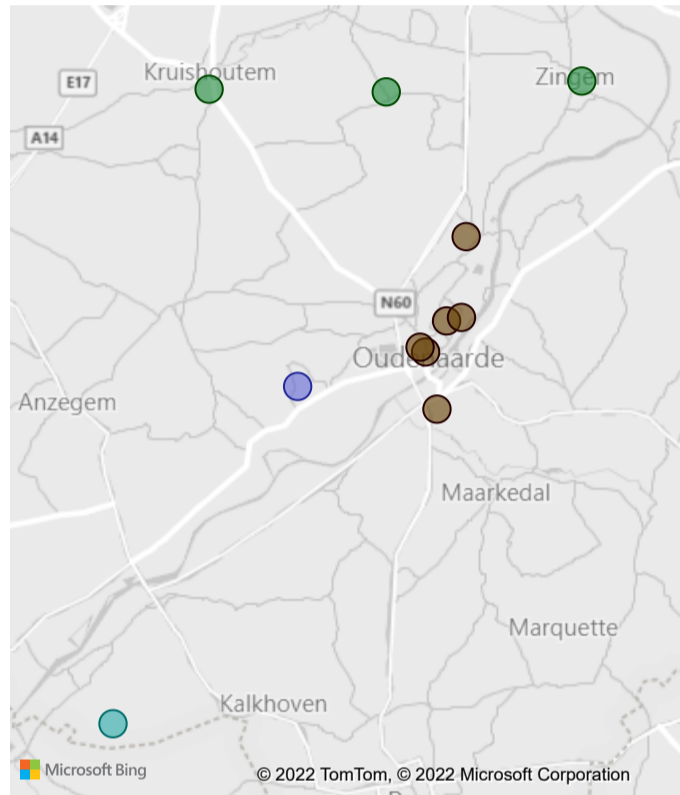 Kruishoutem
Zingem
E17
A14
N60
Oudenaarde
Anzegem
Maarkedal
Marquette
Kalkhoven
Microsoft Bing
© 2022 TomTom, © 2022 Microsoft Corporation